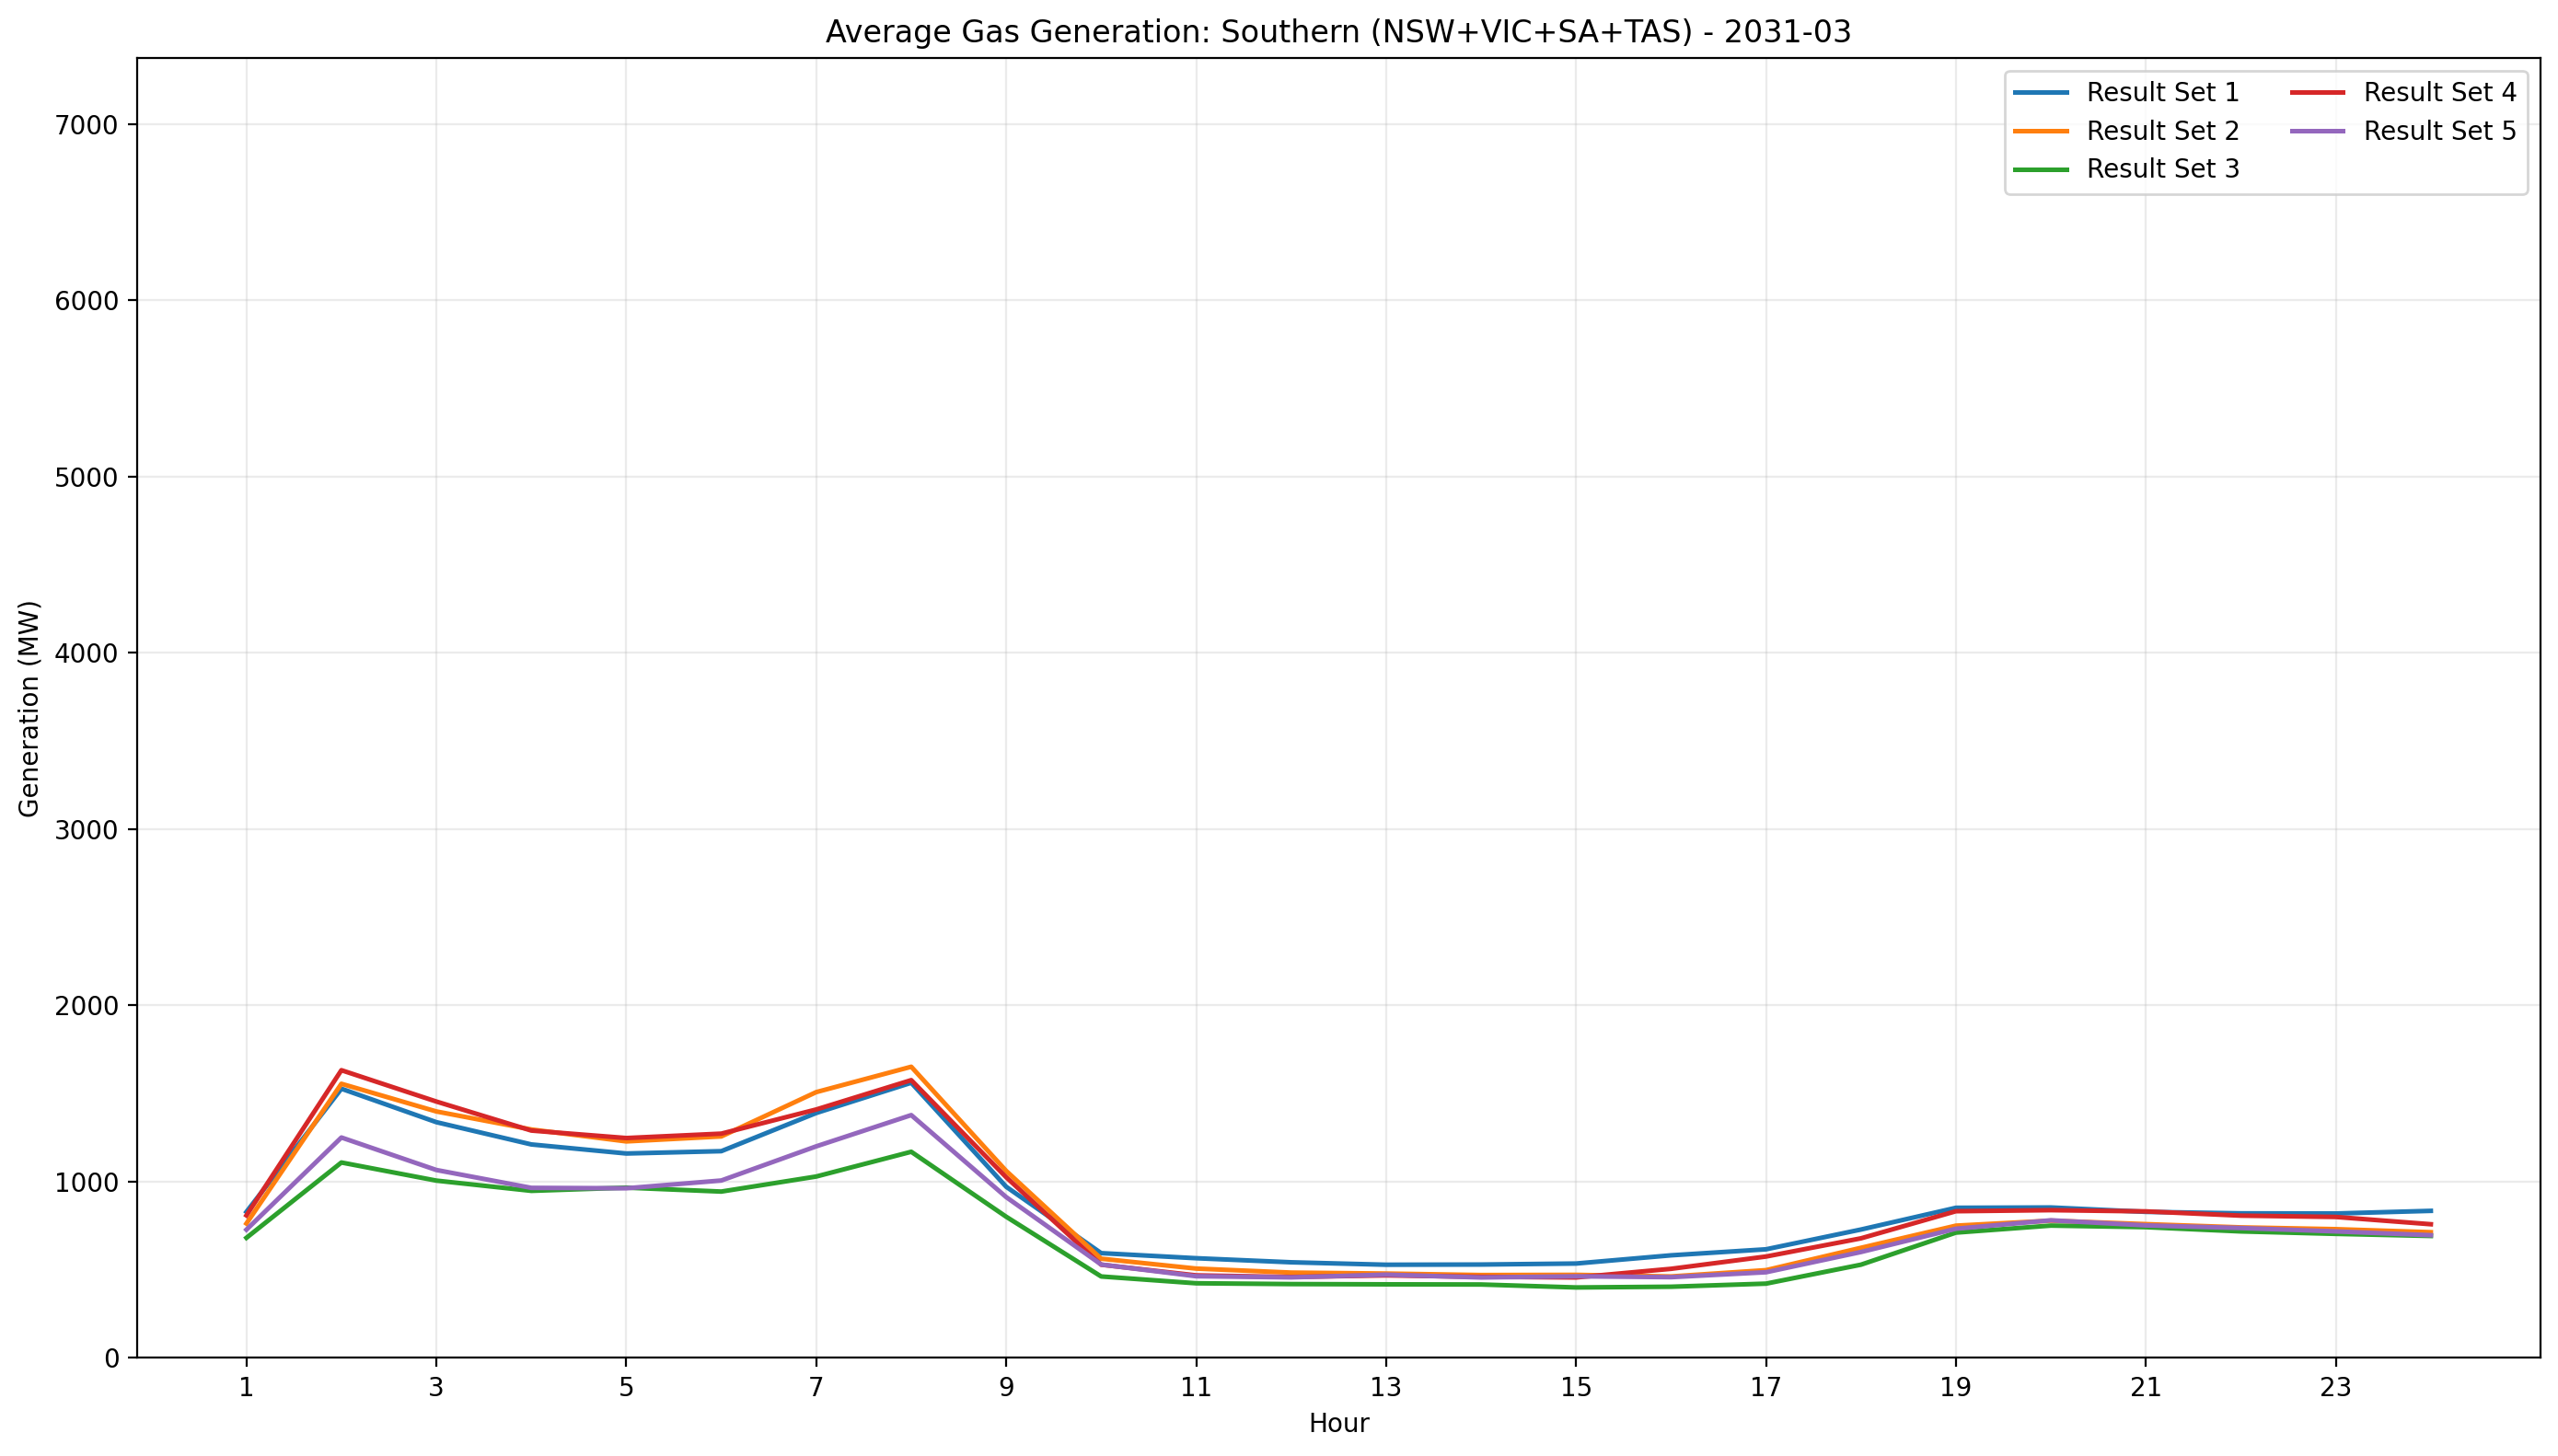 Average Gas Generation: Southern (NSW+VIC+SA+TAS) - 2031-03
Result Set 1
Result Set 2
Result Set 3
Result Set 4
Result Set 5
Generation (MW)
7000
6000
5000
4000
3000
2000
1000
0
1 3 5 7 9 11 13 15 17 19 21 23
Hour